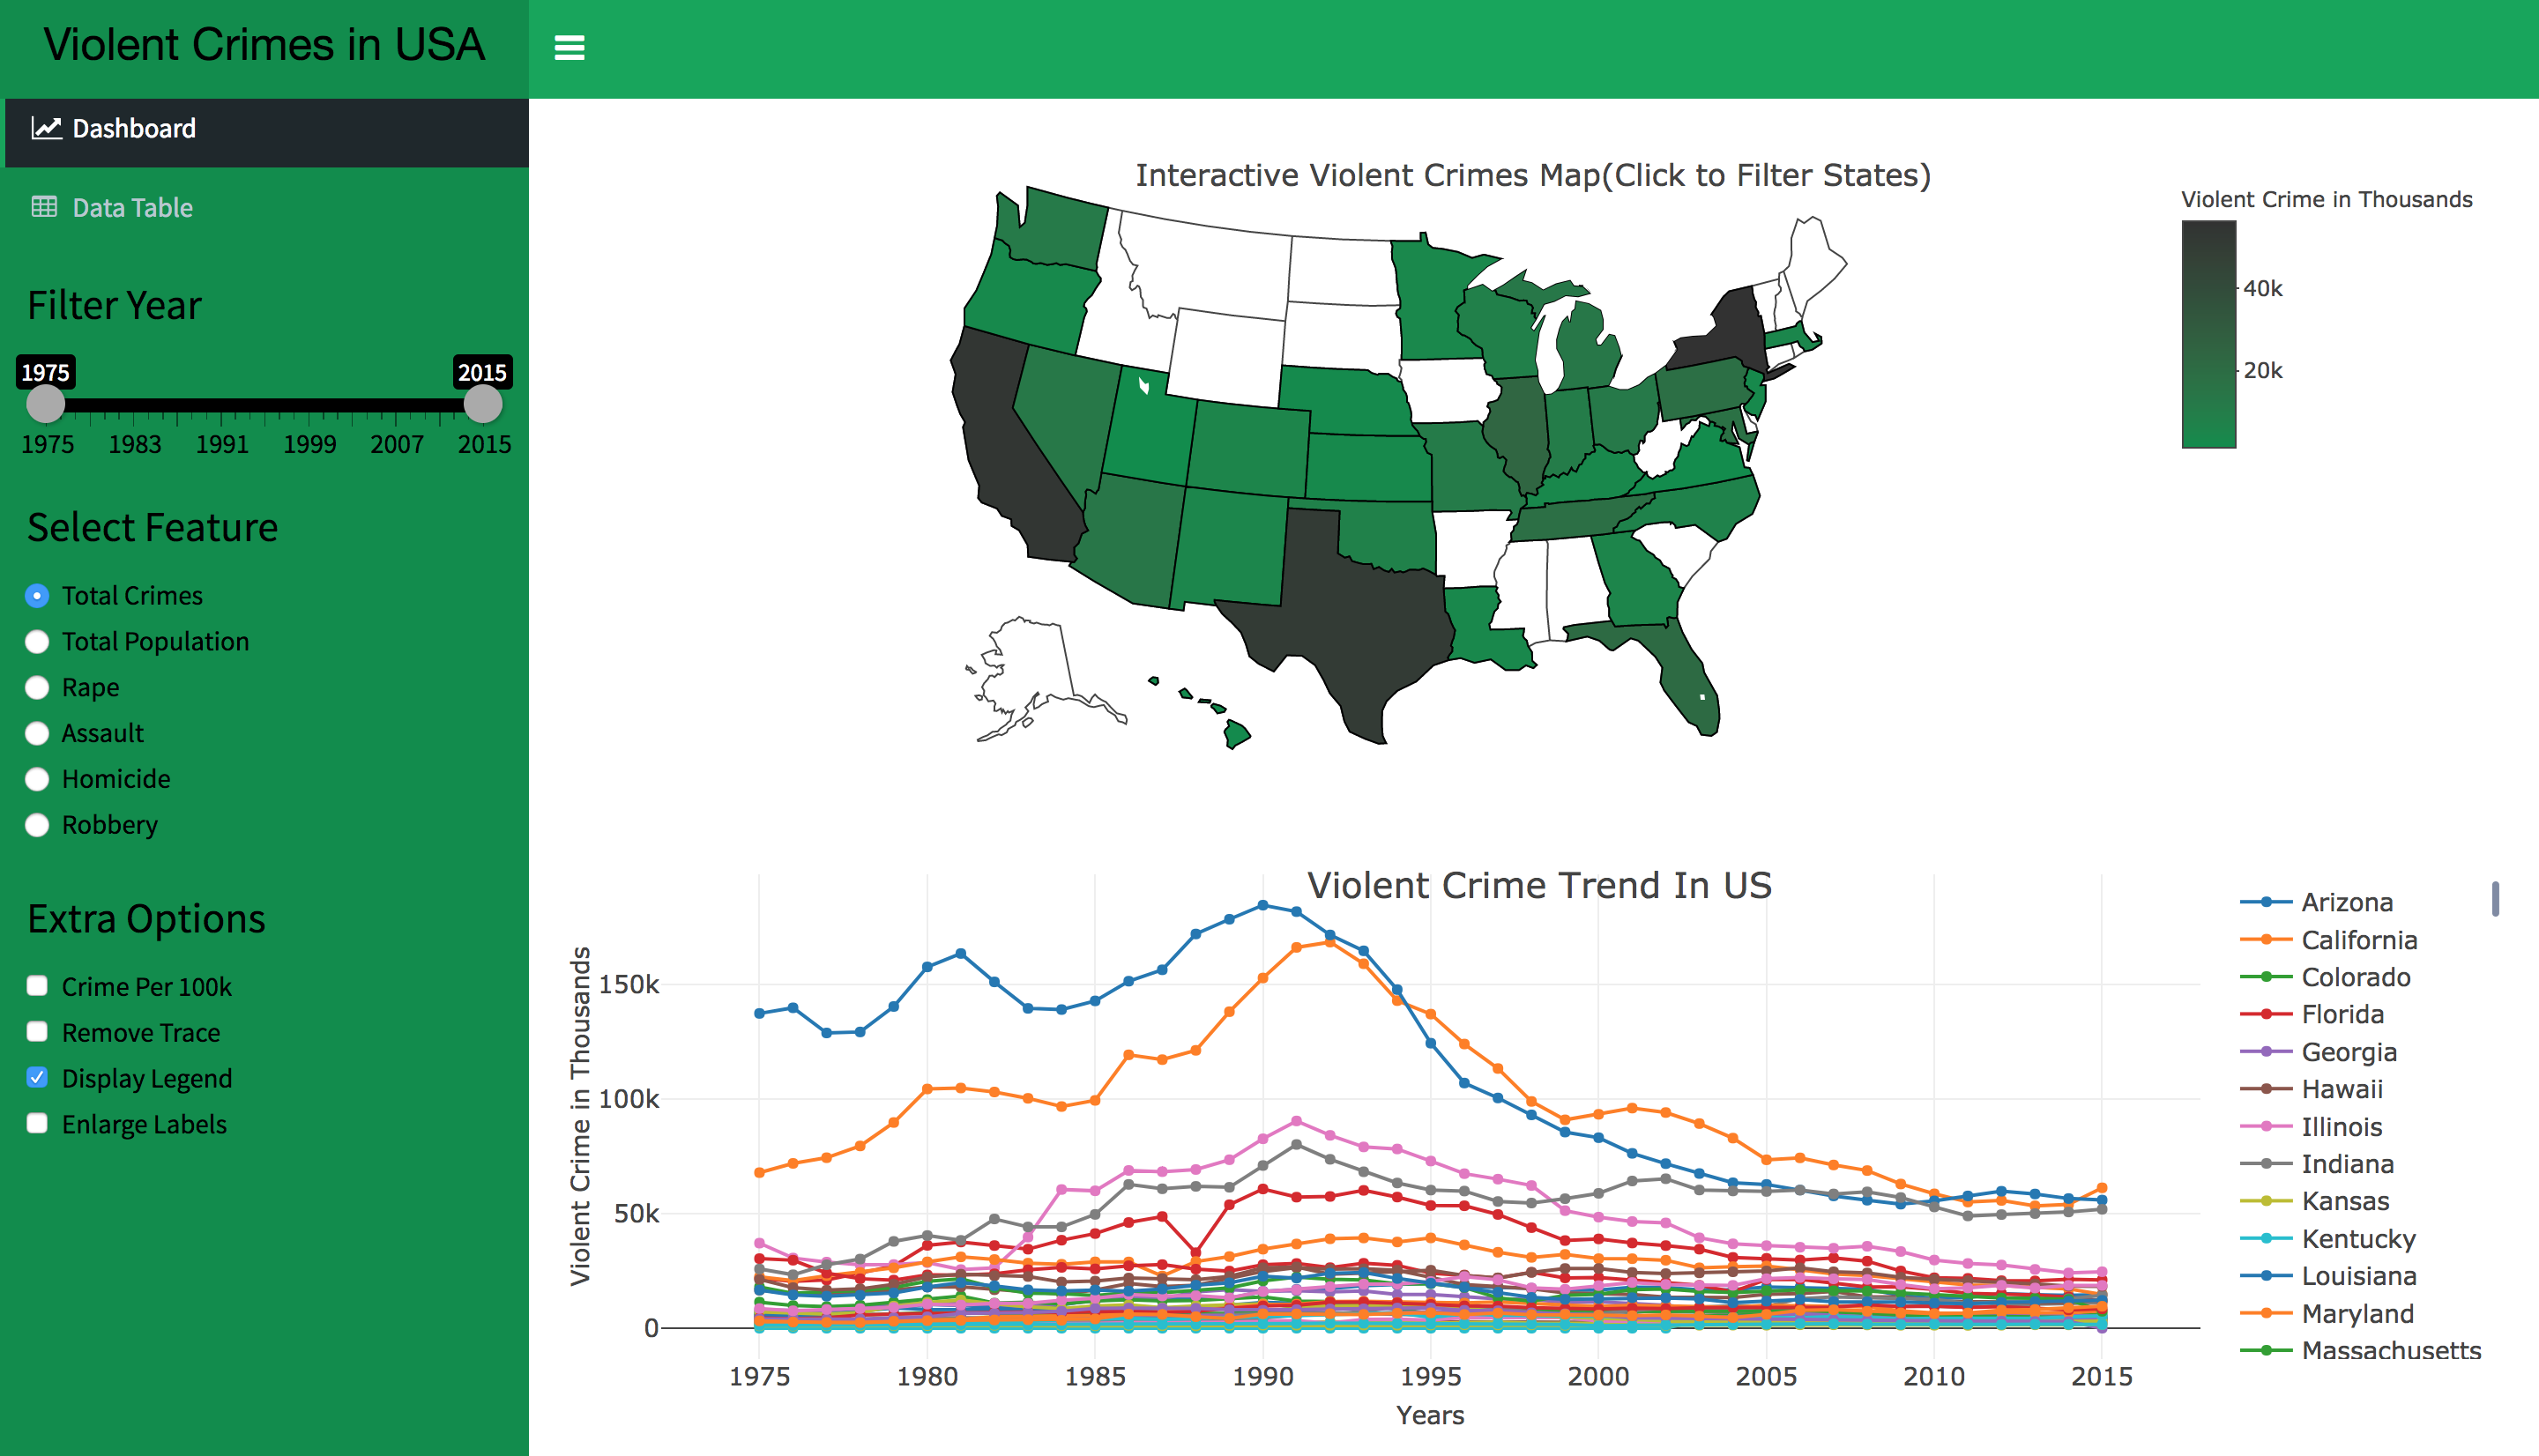 Violent Crimes in USA
Dashboard
Data Table
Filter Year
1975 2015
1975 1983 1991 1999 2007 2015
Select Feature
Total Crimes
Total Population
Rape
Assault
Homicide
Robbery
Extra Options
Crime Per 100k
Remove Trace
Display Legend
Enlarge Labels
Interactive Violent Crimes Map(Click to Filter States)
Violent Crime in Thousands
40k
20k
Violent Crime Trend In US
Violent Crime in Thousands
150k
100k
50k
0
1975 1980 1985 1990 1995 2000 2005 2010 2015
Years
Arizona
California
Colorado
Florida
Georgia
Hawaii
Illinois
Indiana
Kansas
Kentucky
Louisiana
Maryland
Massachusetts